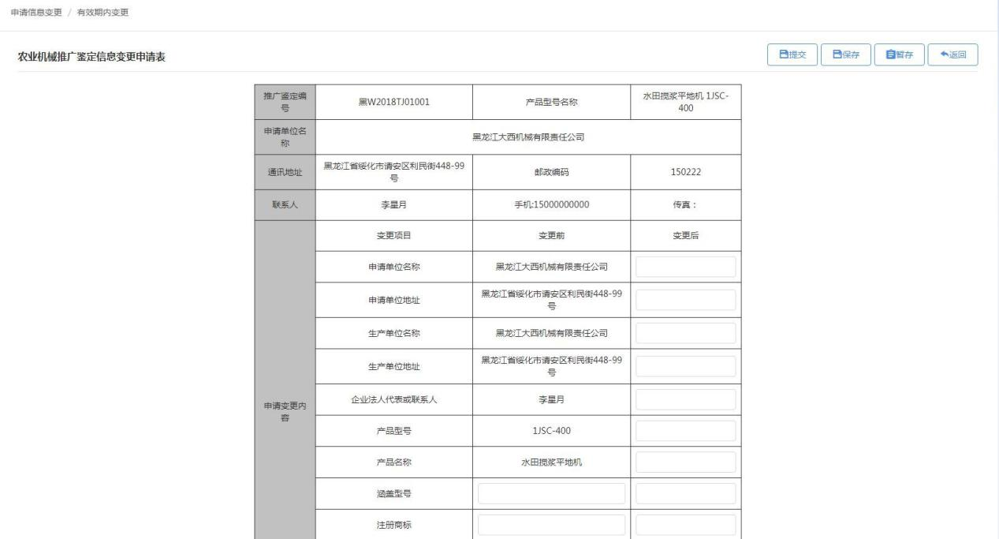 申请信息变更 / 有效期内变更
农业机械推广鉴定信息变更申请表
提交 保存 暂存 返回
推广鉴定编
号
黑W2018TJ01001
产品型号名称
水田搅浆平地机 1JSC-
400
申请单位名
称
黑龙江大西机械有限责任公司
通讯地址
黑龙江省绥化市请安区利民街448-99
号
邮政编码
150222
联系人
李星月
手机:15000000000
传真：
申请变更内
容
变更项目
变更前
变更后
申请单位名称
黑龙江大西机械有限责任公司
申请单位地址
黑龙江省绥化市请安区利民街448-99
号
生产单位名称
黑龙江大西机械有限责任公司
生产单位地址
黑龙江省绥化市请安区利民街448-99
号
企业法人代表或联系人
李星月
产品型号
1JSC-400
产品名称
水田搅浆平地机
涵盖型号
注册商标